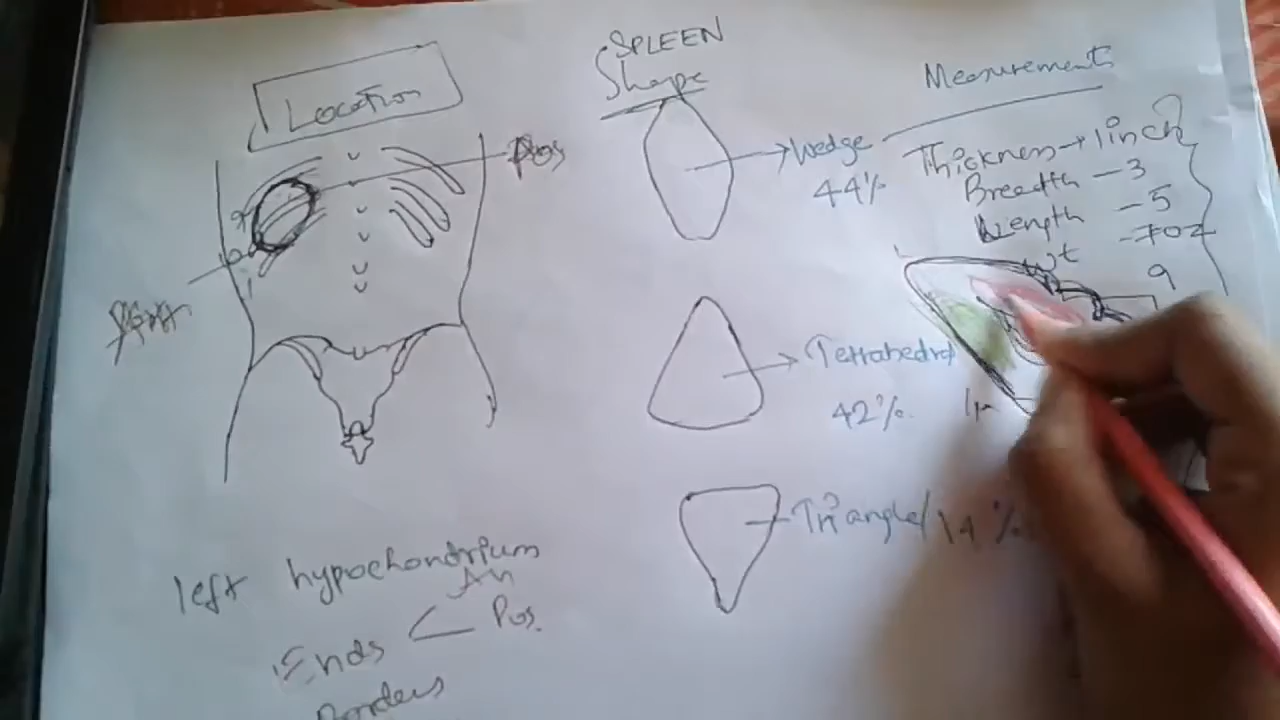 Location
SPLEEN
Shape
Measurements
Pos
Wedge
44%
Thickness → 1 inch
Breadth - 3
Length - 5
wt - 7oz
9
Tetrahedral
42%
Triangle/ 14%
left hypochondrium
Ends < An
Pos.
Borders